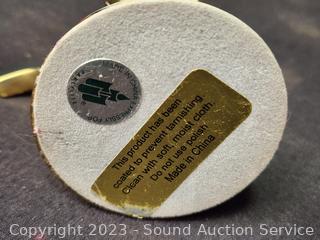 This product has been
coated to prevent tarnishing
Clean with soft, moist cloth.
Do not use polish
Made in China
Copyright 2023 - Sound Auction Service